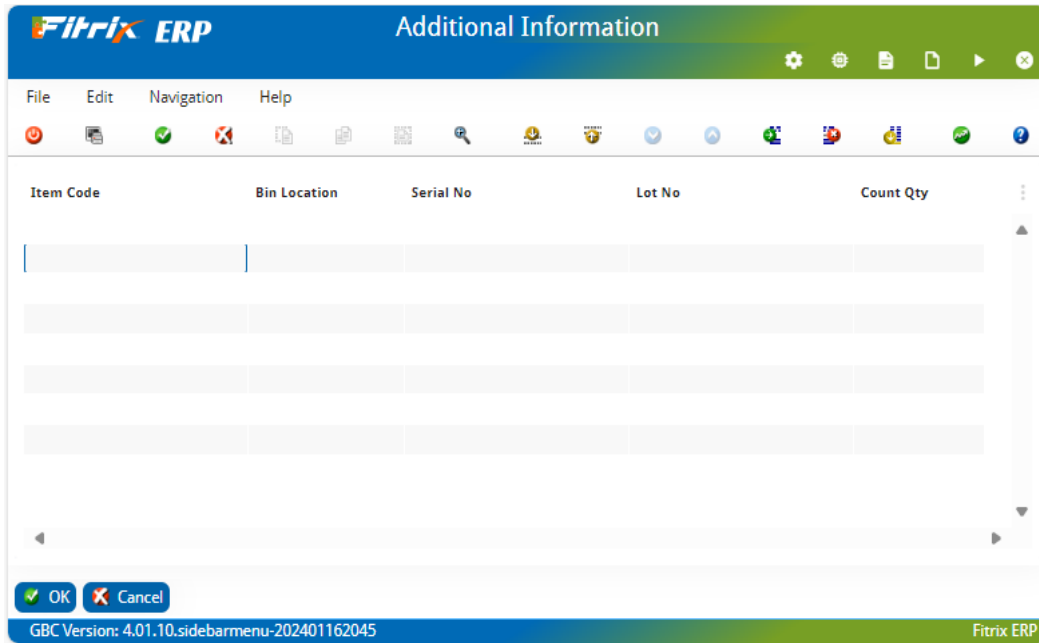 Fitrix ERP Additional Information
File Edit Navigation Help
Item Code Bin Location Serial No Lot No Count Qty
OK Cancel
GBC Version: 4.01.10.sidebarmenu-202401162045 Fitrix ERP